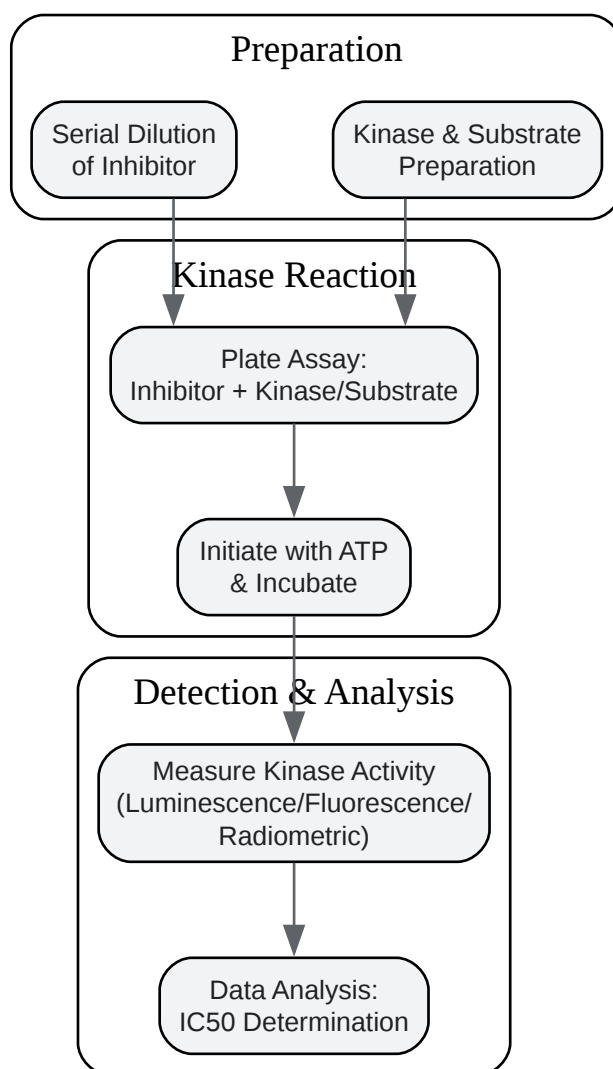 Preparation
Serial Dilution
of Inhibitor
Kinase & Substrate
Preparation
Kinase Reaction
Plate Assay:
Inhibitor + Kinase/Substrate
Initiate with ATP
& Incubate
Detection & Analysis
Measure Kinase Activity
(Luminescence/Fluorescence/
Radiometric)
Data Analysis:
IC50 Determination